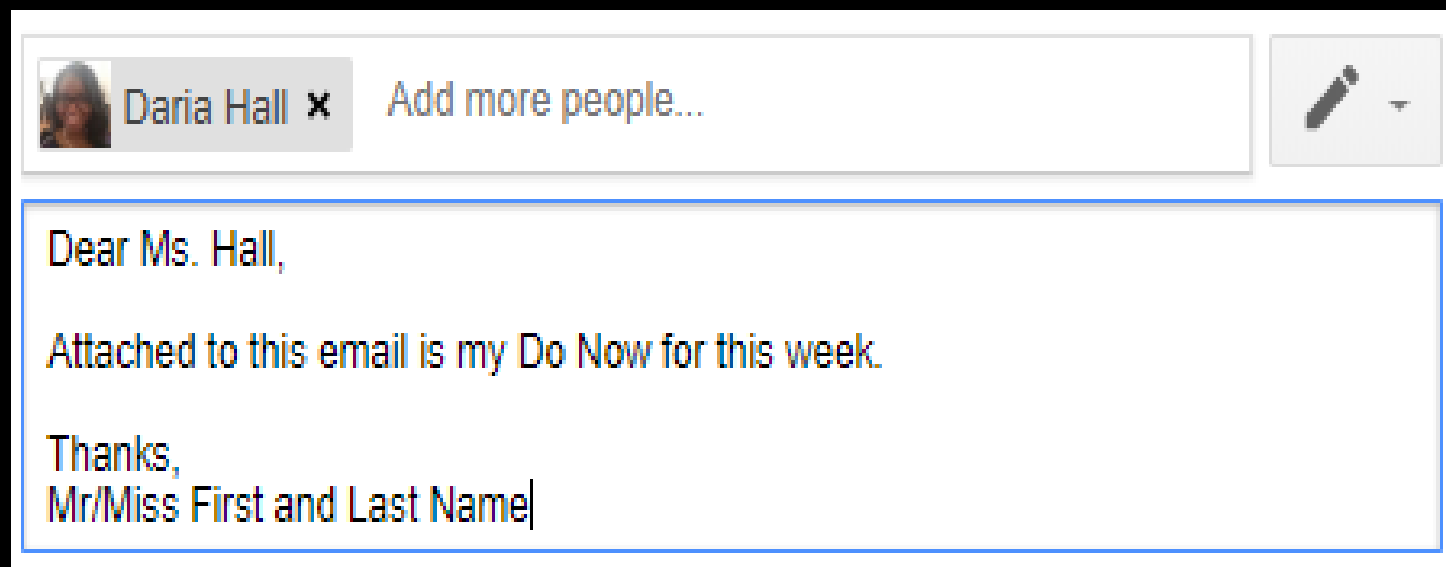 Daria Hall × Add more people...
Dear Ms. Hall,
Attached to this email is my Do Now for this week.
Thanks,
Mr/Miss First and Last Name